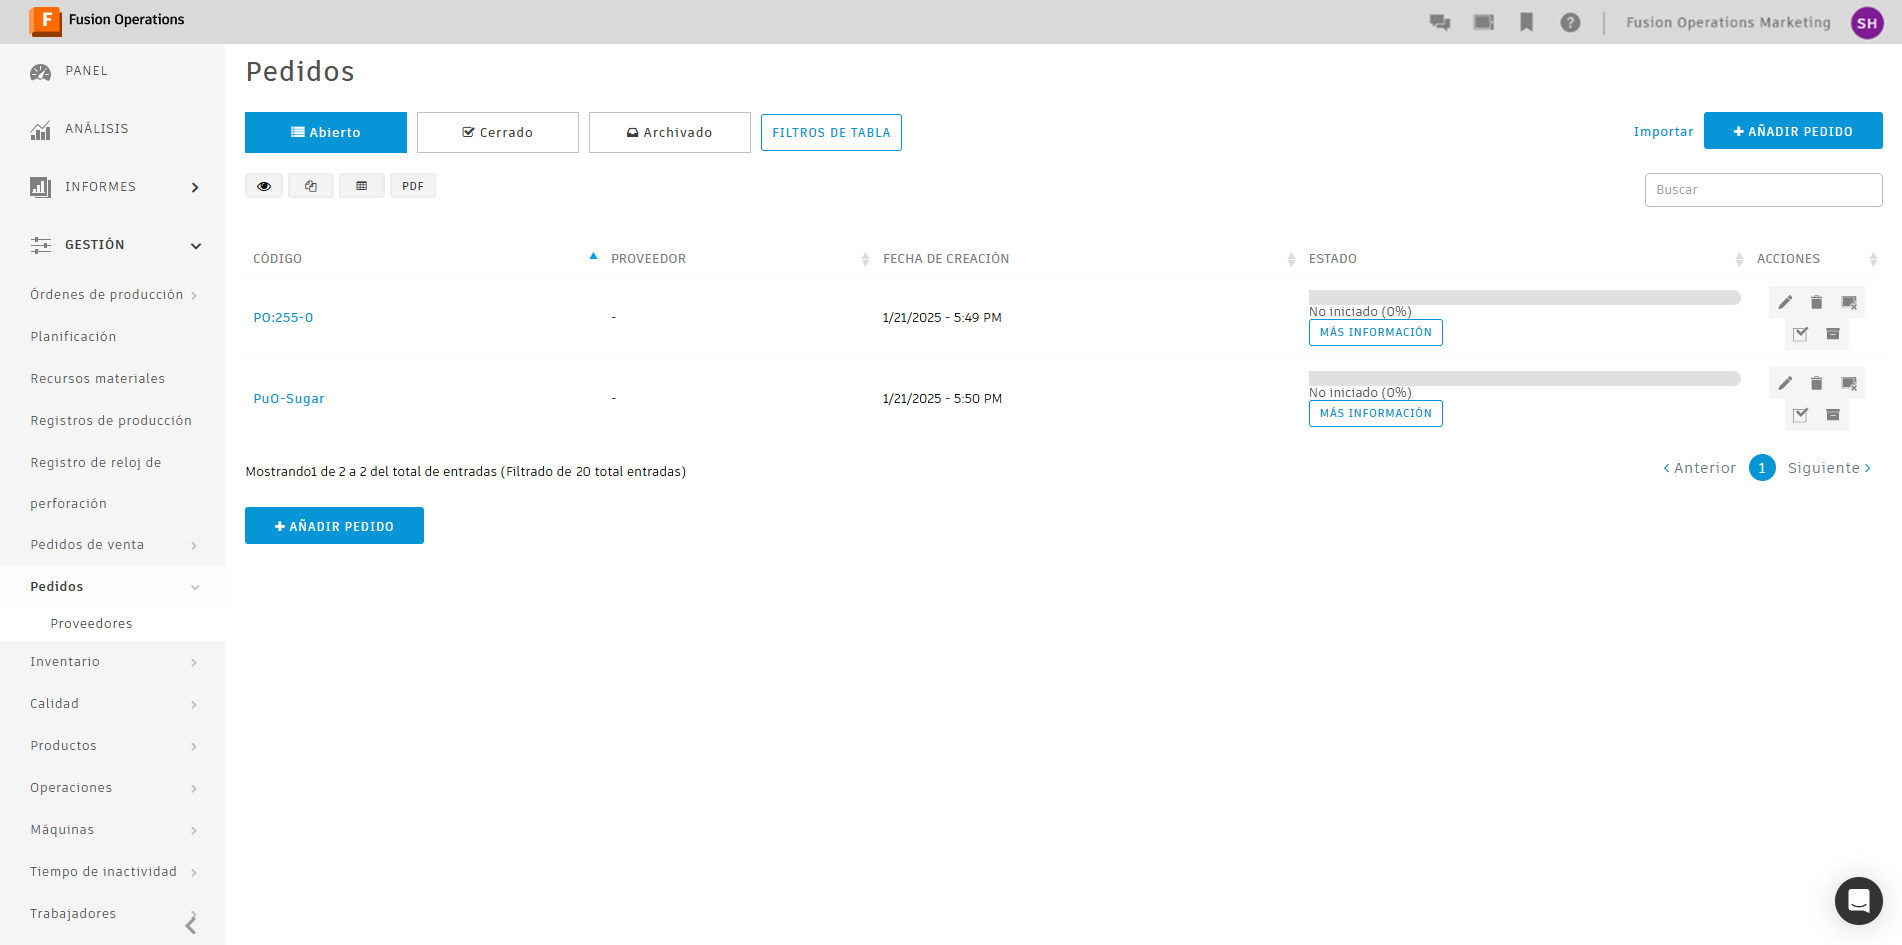 F Fusion Operations
Fusion Operations Marketing
SH
PANEL
ANÁLISIS
INFORMES
GESTIÓN
Órdenes de producción
Planificación
Recursos materiales
Registros de producción
Registro de reloj de
perforación
Pedidos de venta
Pedidos
Proveedores
Inventario
Calidad
Productos
Operaciones
Máquinas
Tiempo de inactividad
Trabajadores
Pedidos
Abierto
Cerrado
Archivado
FILTROS DE TABLA
Importar
+ AÑADIR PEDIDO
PDF
Buscar
CÓDIGO PROVEEDOR FECHA DE CREACIÓN ESTADO ACCIONES
PO:255-0 - 1/21/2025 - 5:49 PM
No iniciado (0%)
MÁS INFORMACIÓN
PuO-Sugar - 1/21/2025 - 5:50 PM
No iniciado (0%)
MÁS INFORMACIÓN
Mostrando1 de 2 a 2 del total de entradas (Filtrado de 20 total entradas)
< Anterior 1 Siguiente >
+ AÑADIR PEDIDO